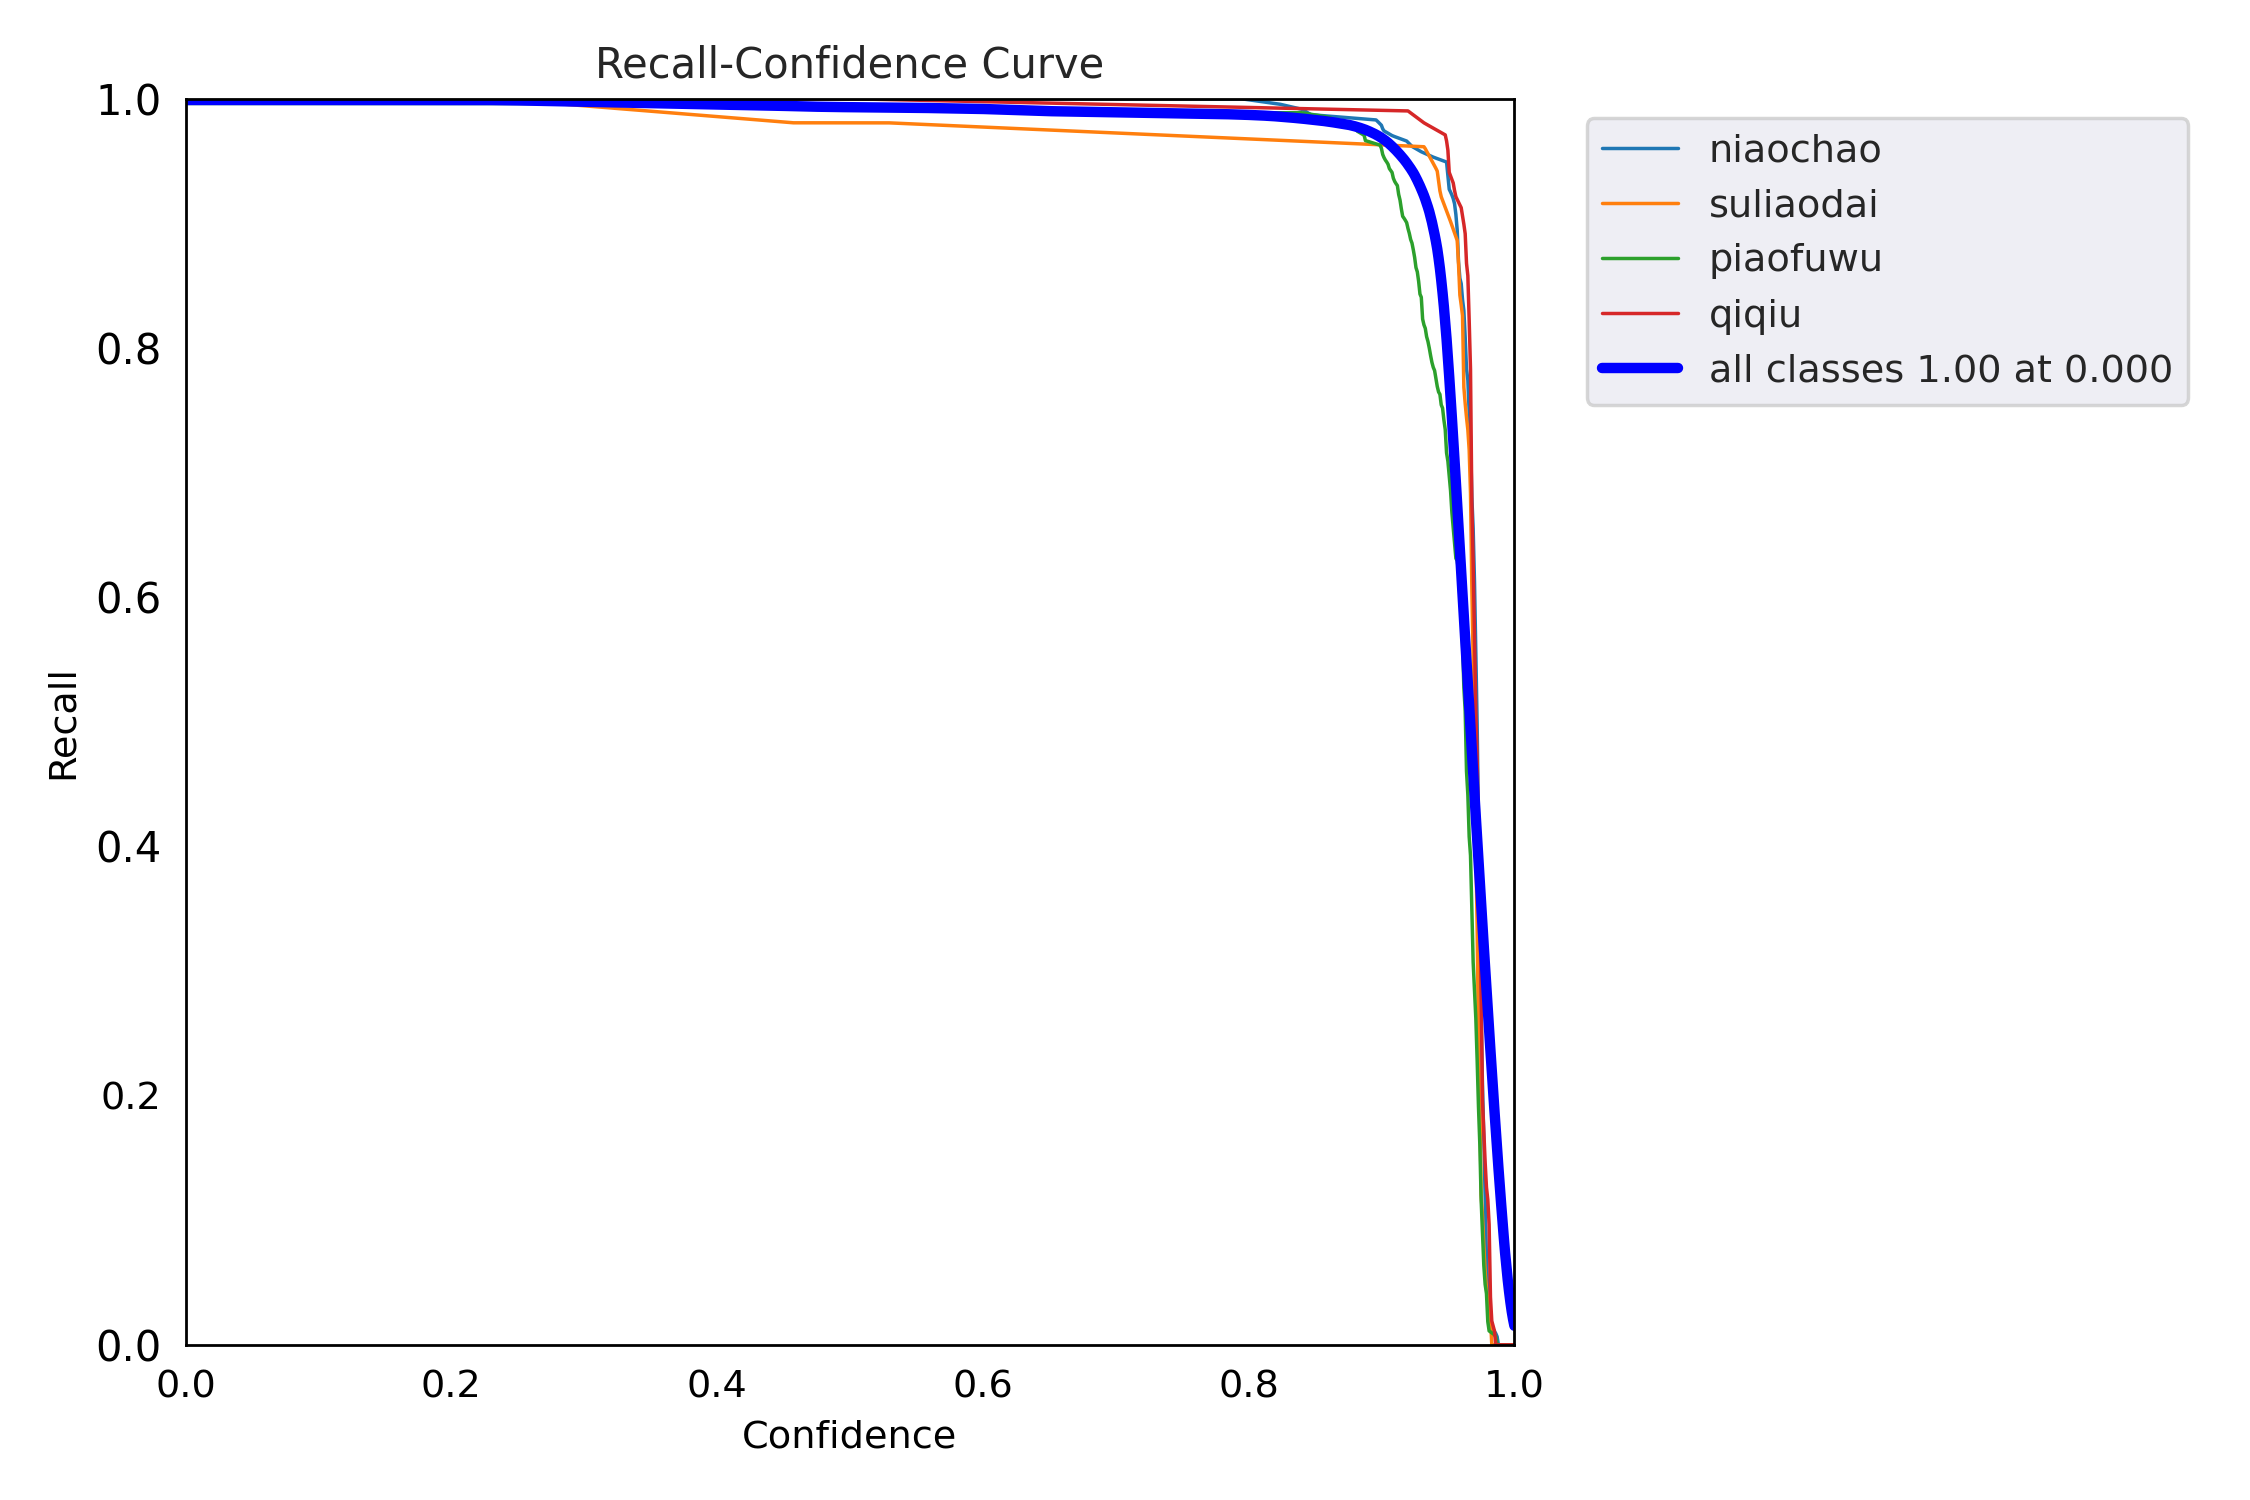 Recall-Confidence Curve
1.0
0.8
0.6
0.4
0.2
0.0
Recall
0.0 0.2 0.4 0.6 0.8 1.0
Confidence
niaochao
suliaodai
piaofuwu
qiqiu
all classes 1.00 at 0.000